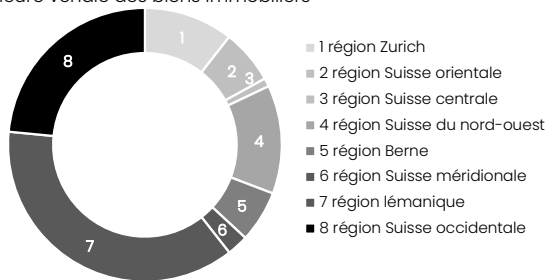 vénale des biens immobiliers
1
2
3
4
5
6
7
8
1 région Zurich
2 région Suisse orientale
3 région Suisse centrale
4 région Suisse du nord-ouest
5 région Berne
6 région Suisse méridionale
7 région lémanique
8 région Suisse occidentale